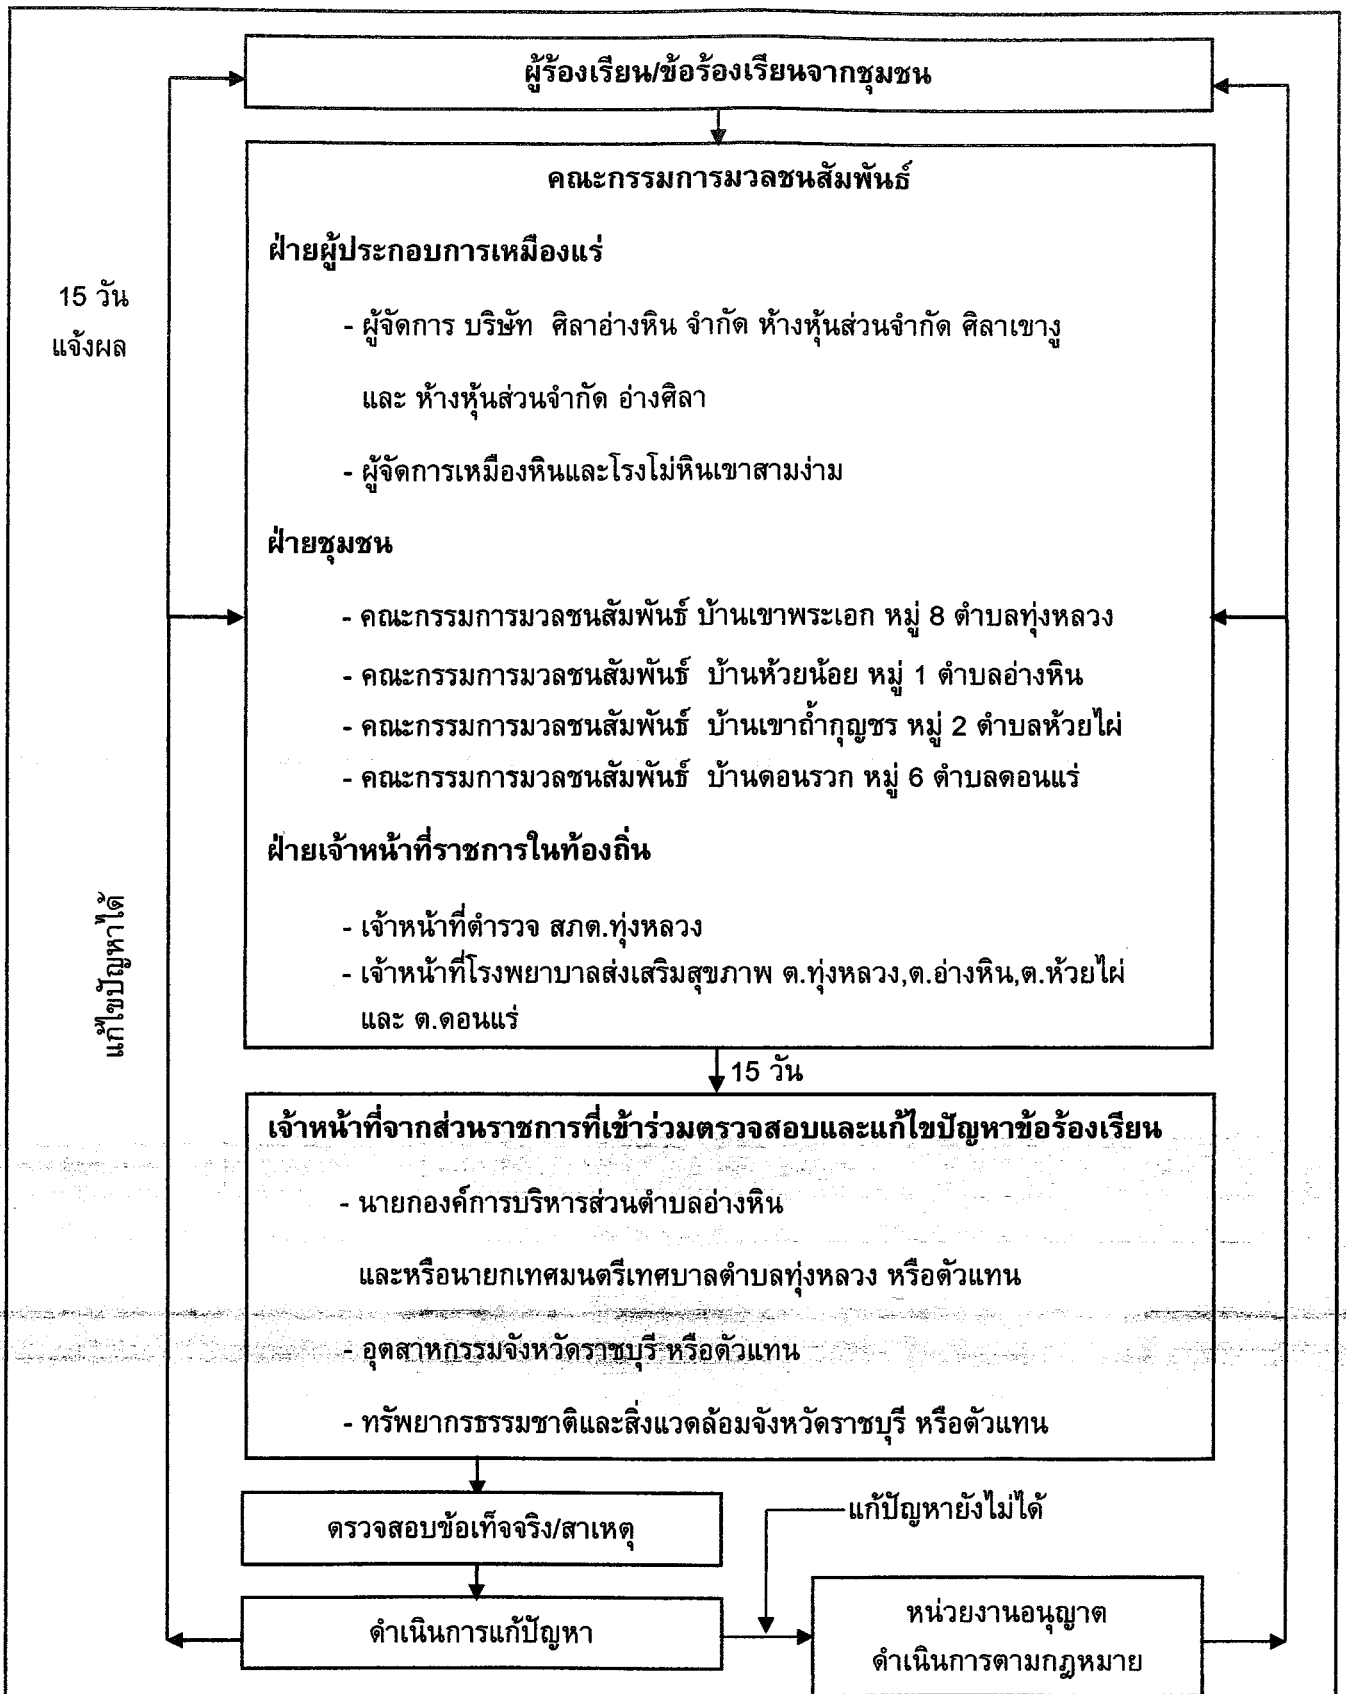 ผู้ร้องเรียน/ข้อร้องเรียนจากชุมชน
คณะกรรมการมวลชนสัมพันธ์
ฝ่ายผู้ประกอบการเหมืองแร่
- ผู้จัดการ บริษัท ศิลาอ่างหิน จำกัด ห้างหุ้นส่วนจำกัด ศิลาเขางู
และ ห้างหุ้นส่วนจำกัด อ่างศิลา
- ผู้จัดการเหมืองหินและโรงโม่หินเขาสามง่าม
ฝ่ายชุมชน
- คณะกรรมการมวลชนสัมพันธ์ บ้านเขาพระเอก หมู่ 8 ตำบลทุ่งหลวง
- คณะกรรมการมวลชนสัมพันธ์ บ้านห้วยน้อย หมู่ 1 ตำบลอ่างหิน
- คณะกรรมการมวลชนสัมพันธ์ บ้านเขาถ้ำกุญชร หมู่ 2 ตำบลห้วยไผ่
- คณะกรรมการมวลชนสัมพันธ์ บ้านดอนรวก หมู่ 6 ตำบลดอนแร่
ฝ่ายเจ้าหน้าที่ราชการในท้องถิ่น
- เจ้าหน้าที่ตำรวจ สภต.ทุ่งหลวง
- เจ้าหน้าที่โรงพยาบาลส่งเสริมสุขภาพ ต.ทุ่งหลวง,ต.อ่างหิน,ต.ห้วยไผ่
และ ต.ดอนแร่
15 วัน
แจ้งผล
แก้ไขปัญหาได้
15 วัน
เจ้าหน้าที่จากส่วนราชการที่เข้าร่วมตรวจสอบและแก้ไขปัญหาข้อร้องเรียน
- นายกองค์การบริหารส่วนตำบลอ่างหิน
และหรือนายกเทศมนตรีเทศบาลตำบลทุ่งหลวง หรือตัวแทน
- อุตสาหกรรมจังหวัดราชบุรี หรือตัวแทน
- ทรัพยากรธรรมชาติและสิ่งแวดล้อมจังหวัดราชบุรี หรือตัวแทน
ตรวจสอบข้อเท็จจริง/สาเหตุ
แก้ปัญหายังไม่ได้
ดำเนินการแก้ปัญหา
หน่วยงานอนุญาต
ดำเนินการตามกฎหมาย